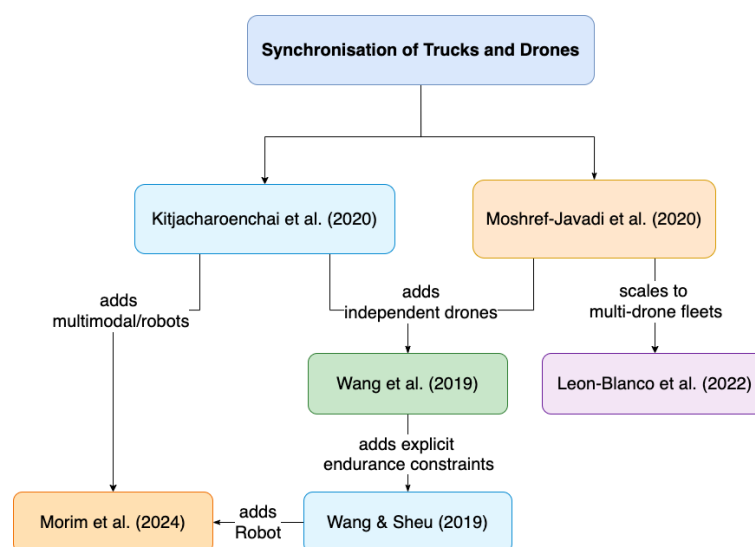 Synchronisation of Trucks and Drones
Kitjacharoenchai et al. (2020)
Moshref-Javadi et al. (2020)
adds
multimodal/robots
adds
independent drones
scales to
multi-drone fleets
Wang et al. (2019)
Leon-Blanco et al. (2022)
adds explicit
endurance constraints
Morim et al. (2024)
adds
Robot
Wang & Sheu (2019)